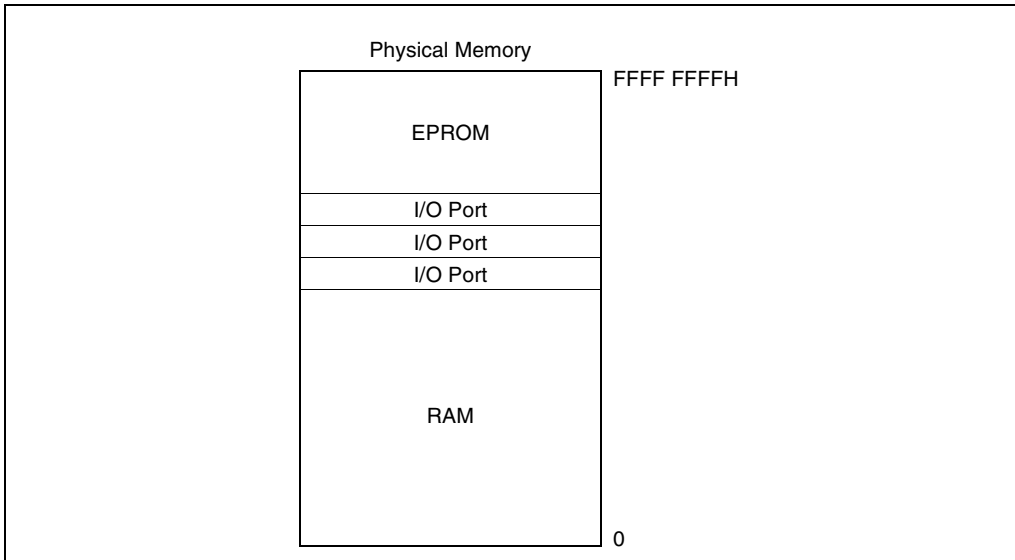 Physical Memory
FFFF FFFFH
EPROM
I/O Port
I/O Port
I/O Port
RAM
0